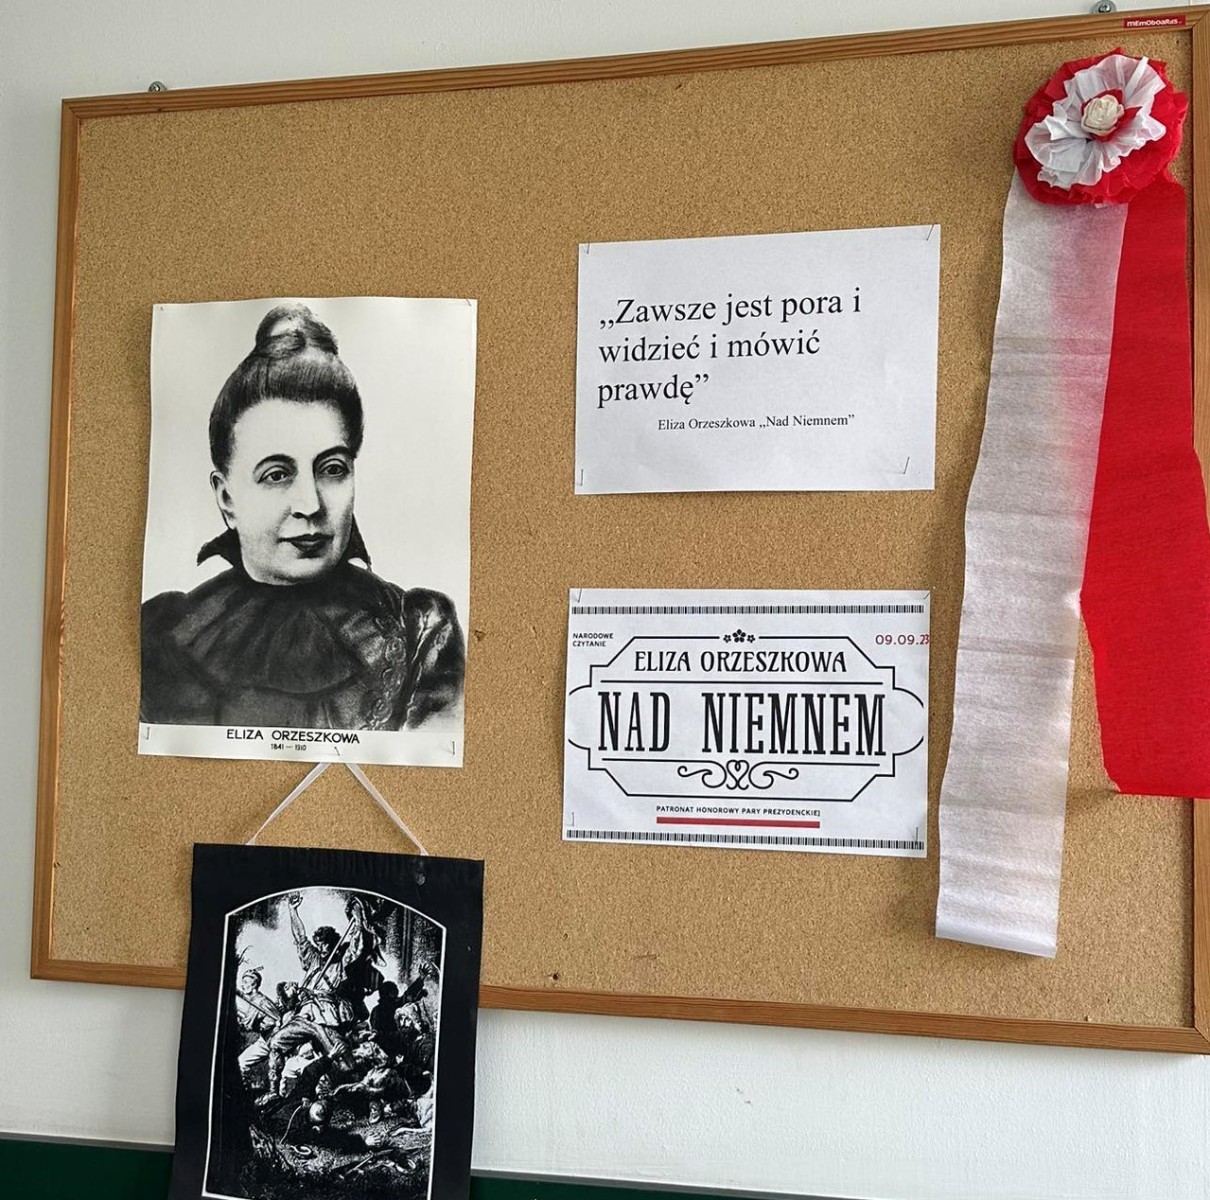 mEmoboaRds
„Zawsze jest pora i
widzieć i mówić
prawdę”
Eliza Orzeszkowa „Nad Niemnem”
ELIZA ORZESZKOWA
1841 — 1910
NARODOWE
CZYTANIE
09.09.23
ELIZA ORZESZKOWA
NAD NIEMNEM
PATRONAT HONOROWY PARY PREZYDENCKIEJ